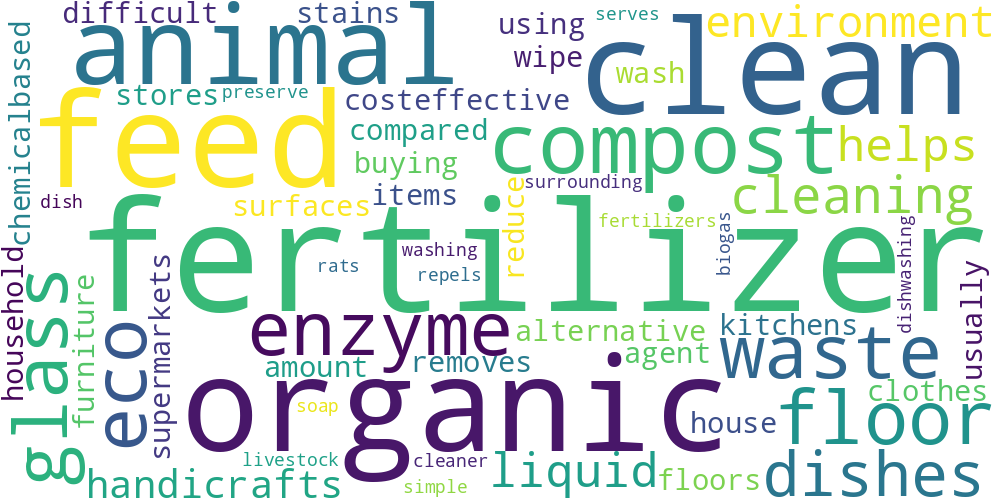 difficult
stains
using
serves
environment
animal
clean
wipe
wash
chemicalbased
stores
preserve
costeffective
feed
compared
compost
helps
buying
dish
items
surrounding
cleaning
surfaces
reduce
fertilizers
fertilizer
washing
biogas
dishwashing
rats
repels
household
glass
furniture
eco
supermarkets
enzyme
alternative
kitchens
usually
amount
removes
agent
waste
organic
clothes
soap
house
floor
livestock
cleaner
liquid
floors
dishes
handicrafts
simple